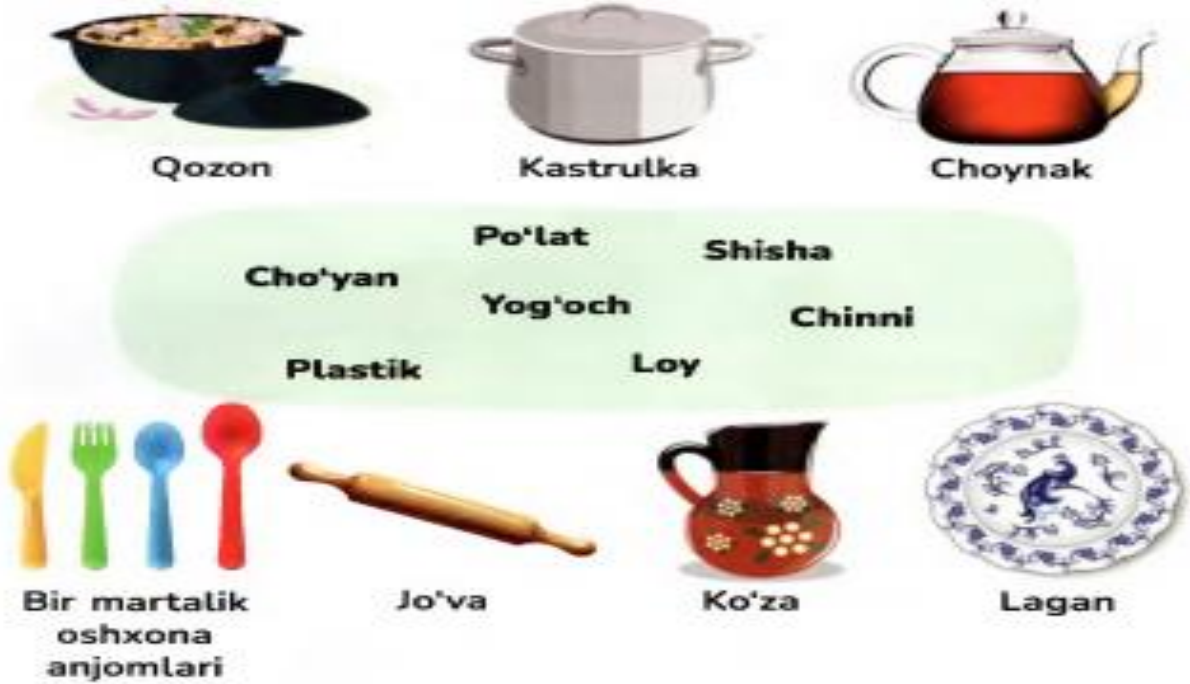 Qozon
Kastrulka
Choynak
Po‘lat
Shisha
Cho‘yan
Yog‘och
Chinni
Plastik
Loy
Bir martalik
oshxona
anjomlari
Jo‘va
Ko‘za
Lagan